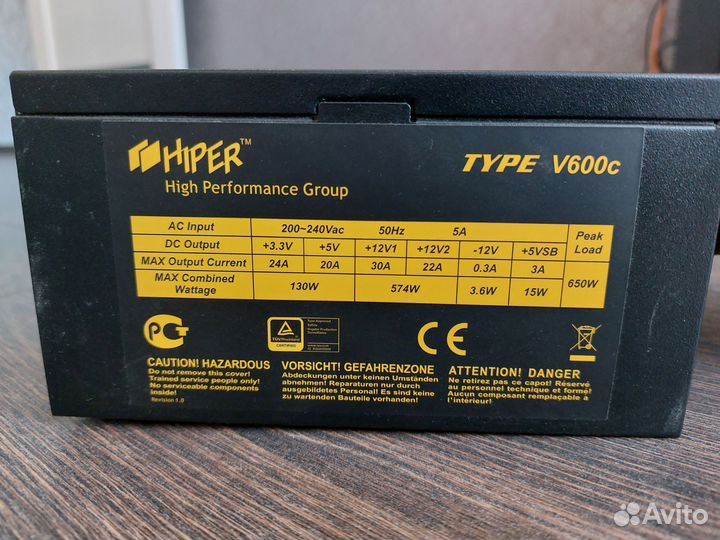 HIPER™
High Performance Group
TYPE V600c
AC Input 200~240Vac 50Hz 5A Peak Load
DC Output +3.3V +5V +12V1 +12V2 -12V +5VSB
MAX Output Current 24A 20A 30A 22A 0.3A 3A 650W
MAX Combined Wattage 130W 574W 3.6W 15W
CE
CAUTION! HAZARDOUS
Do not remove this cover!
Trained service people only!
No serviceable components
inside!
Revision 1.0
VORSICHT! GEFAHRENZONE
Abdeckungen unter keinen Umständen
abnehmen! Reparaturen nur durch
ausgebildetes Personal! Es sind keine
zu wartenden Bauteile vorhanden!
ATTENTION! DANGER
Ne retirez pas ce capot! Réservé
au personnel technique et formé!
Aucun composant remplaçable à
l'intérieur!
Avito